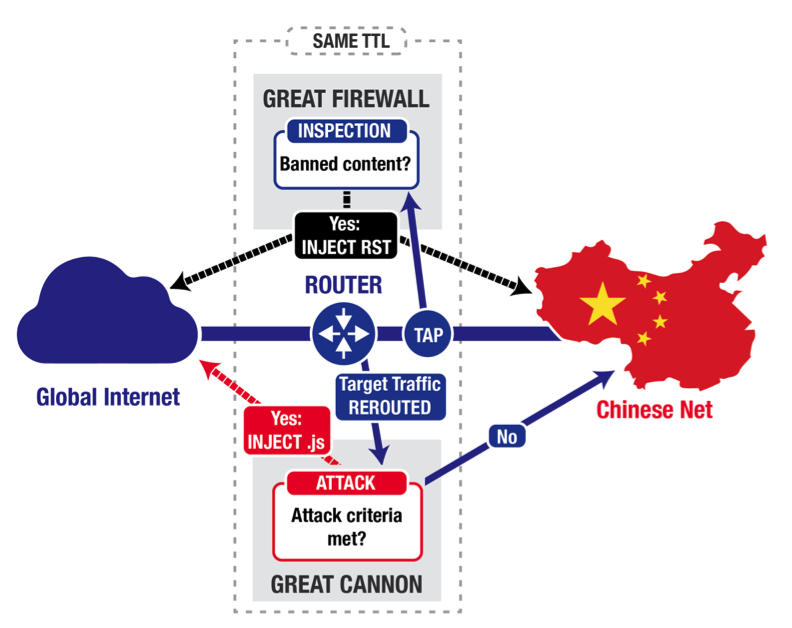 SAME TTL
GREAT FIREWALL
INSPECTION
Banned content?
Yes:
INJECT RST
ROUTER
TAP
Global Internet
Target Traffic
REROUTED
Chinese Net
Yes:
INJECT .js
No
ATTACK
Attack criteria
met?
GREAT CANNON